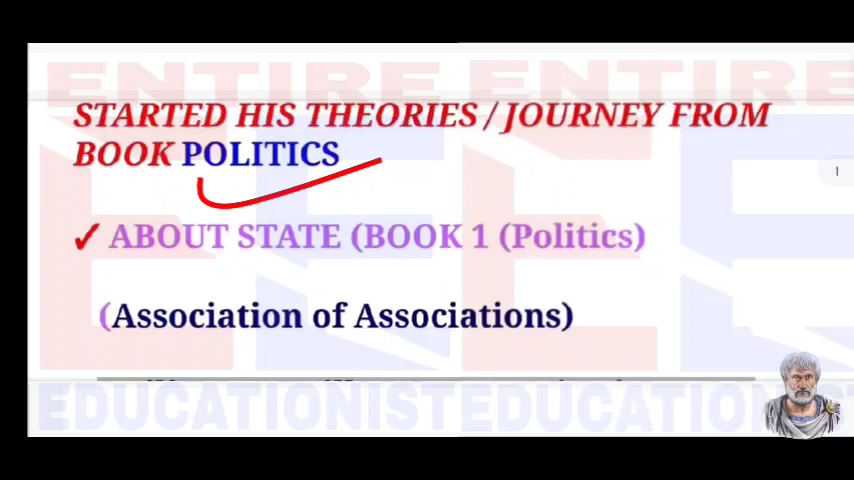 ENTIRE ENTIRE
STARTED HIS THEORIES / JOURNEY FROM
BOOK POLITICS
1
✓ ABOUT STATE (BOOK 1 (Politics)
(Association of Associations)
EDUCATIONIST EDUCATIONIST